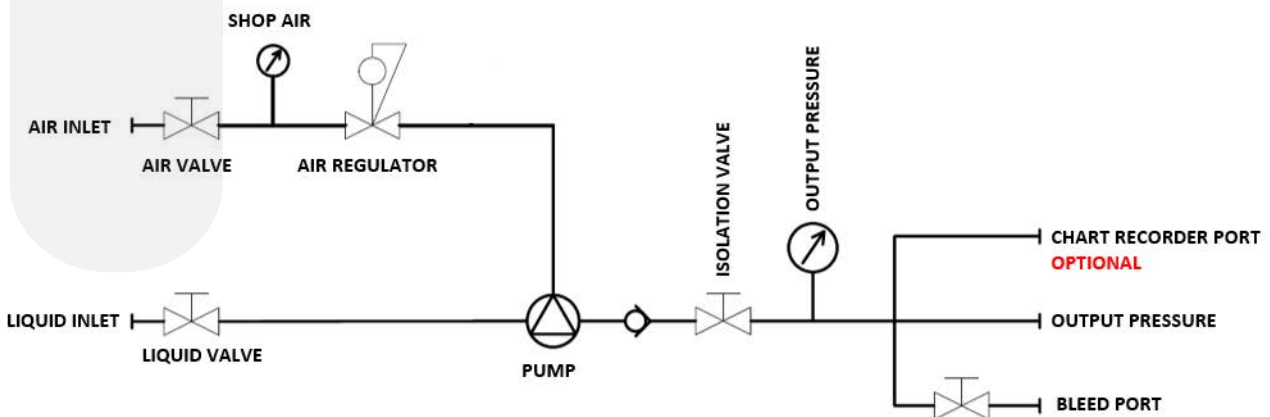 SHOP AIR
AIR INLET
AIR VALVE
AIR REGULATOR
ISOLATION VALVE
OUTPUT PRESSURE
CHART RECORDER PORT
OPTIONAL
LIQUID INLET
OUTPUT PRESSURE
LIQUID VALVE
PUMP
BLEED PORT